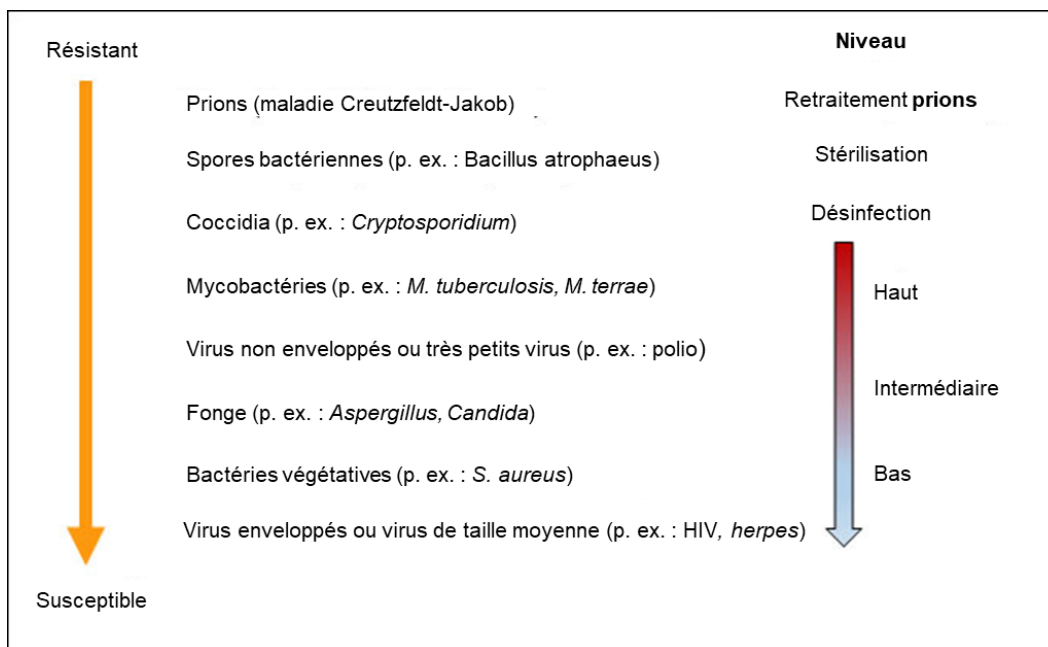 Niveau
Résistant
Prions (maladie Creutzfeldt-Jakob)
Retraitement prions
Spores bactériennes (p. ex. : Bacillus atrophaeus)
Stérilisation
Désinfection
Coccidia (p. ex. : Cryptosporidium)
Mycobactéries (p. ex. : M. tuberculosis, M. terrae)
Haut
Virus non enveloppés ou très petits virus (p. ex. : polio)
Intermédiaire
Fonge (p. ex. : Aspergillus, Candida)
Bactéries végétatives (p. ex. : S. aureus)
Bas
Virus enveloppés ou virus de taille moyenne (p. ex. : HIV, herpes)
Susceptible